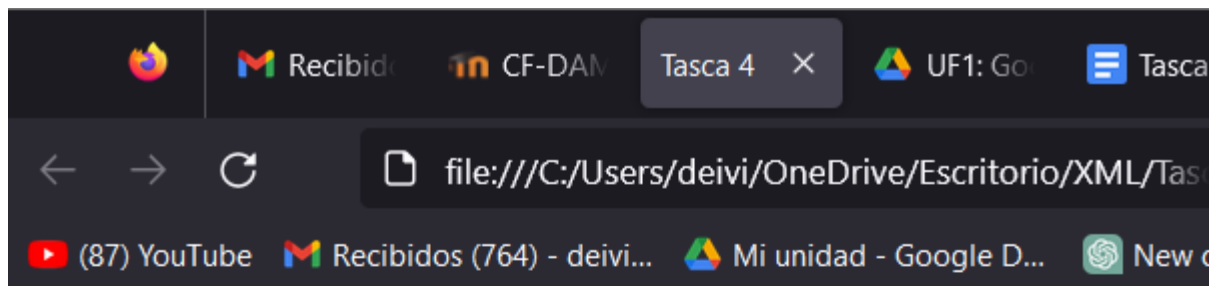 Recibid CF-DAM Tasca 4 UF1: Go Tasca
file:///C:/Users/deivi/OneDrive/Escritorio/XML/Tas
(87) YouTube Recibidos (764) - deivi... Mi unidad - Google D... New